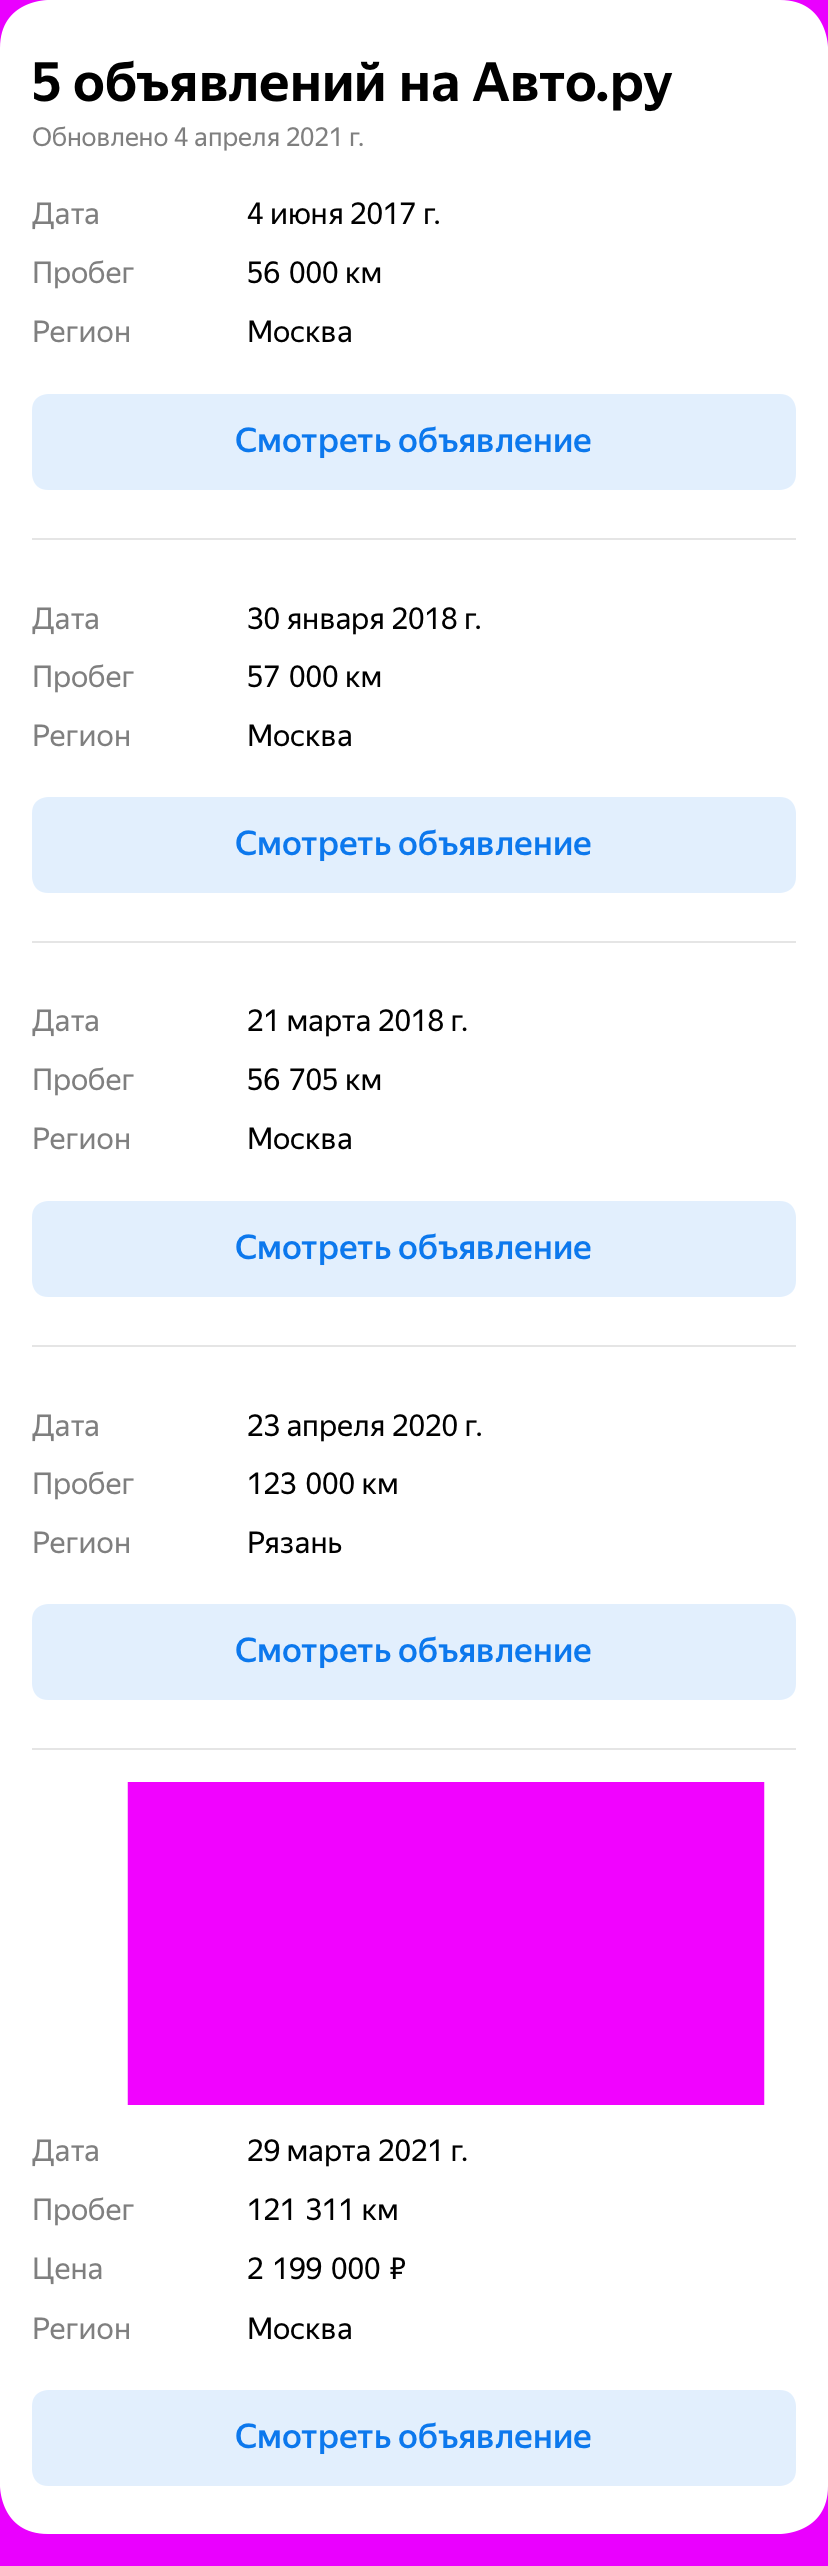 5 объявлений на Авто.ру
Обновлено 4 апреля 2021 г.
Дата 4 июня 2017 г.
Пробег 56 000 км
Регион Москва
Смотреть объявление
Дата 30 января 2018 г.
Пробег 57 000 км
Регион Москва
Смотреть объявление
Дата 21 марта 2018 г.
Пробег 56 705 км
Регион Москва
Смотреть объявление
Дата 23 апреля 2020 г.
Пробег 123 000 км
Регион Рязань
Смотреть объявление
Дата 29 марта 2021 г.
Пробег 121 311 км
Цена 2 199 000 ₽
Регион Москва
Смотреть объявление